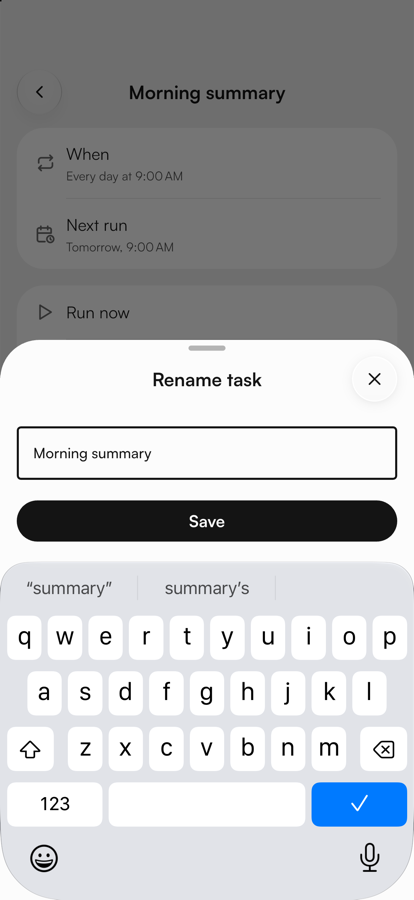 Morning summary
When
Every day at 9:00 AM
Next run
Tomorrow, 9:00 AM
Run now
Rename task
Morning summary
Save
“summary” summary’s
q w e r t y u i o p
a s d f g h j k l
z x c v b n m
123